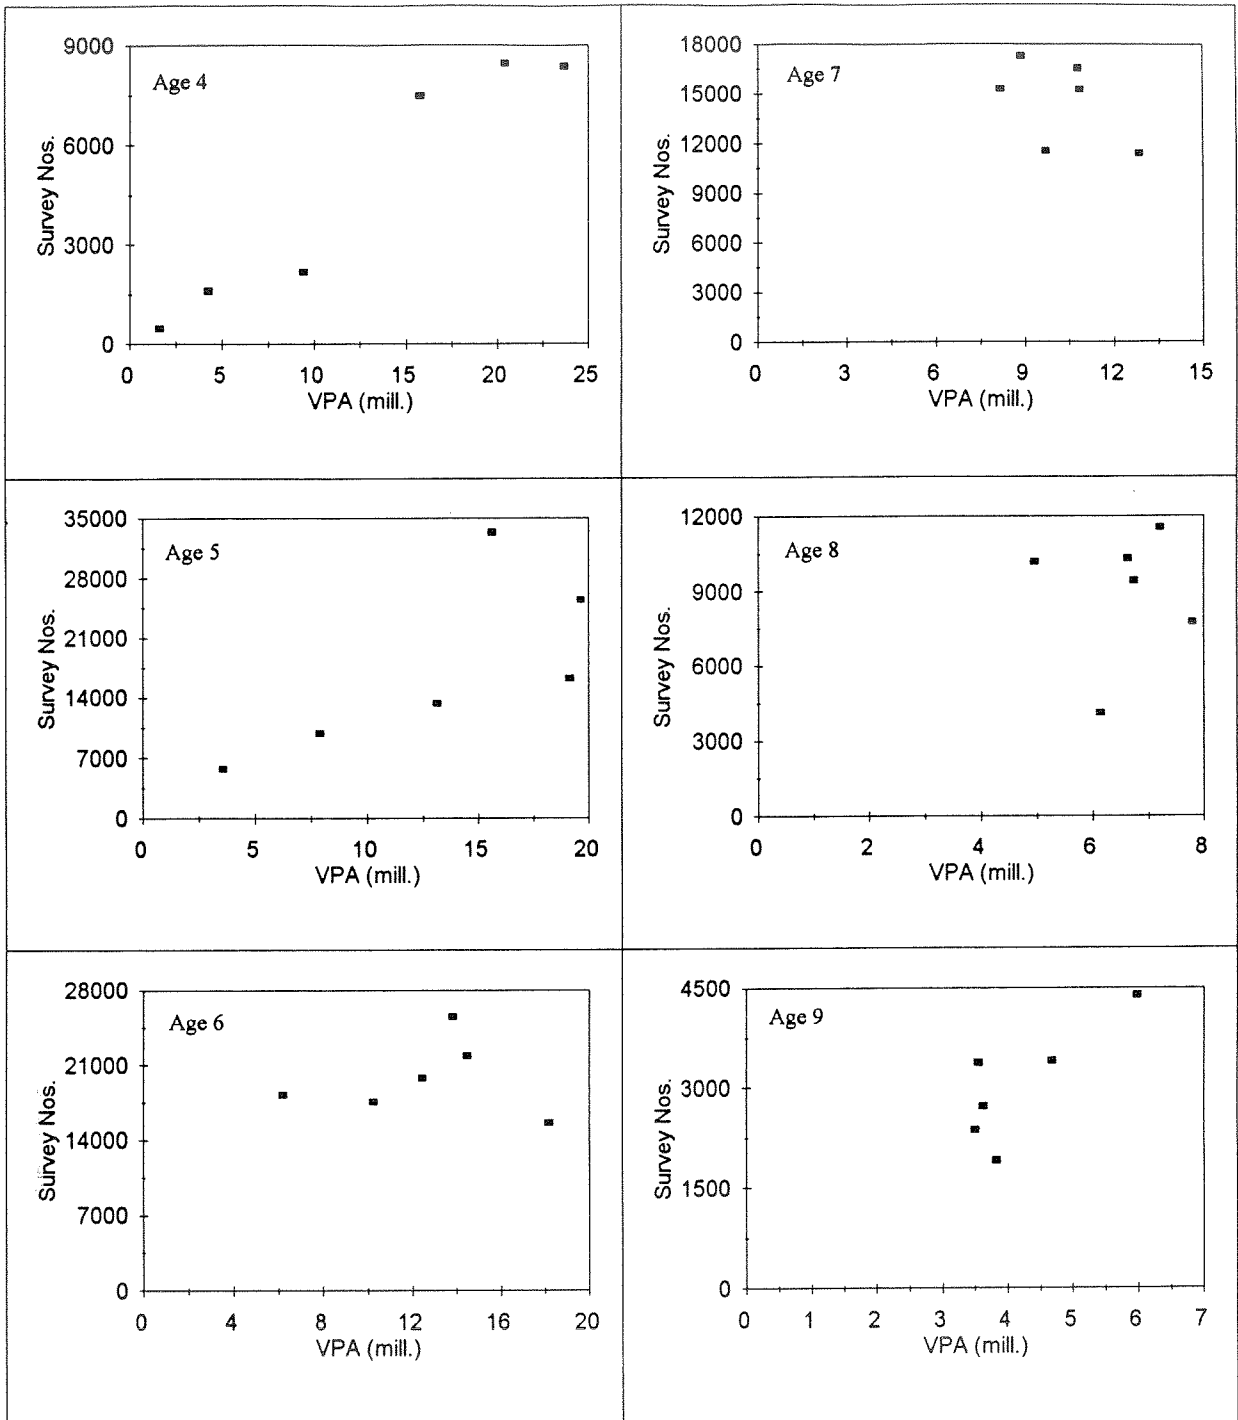 Age 4
Survey Nos.
9000
6000
3000
0
0 5 10 15 20 25
VPA (mill.)
Age 7
Survey Nos.
18000
15000
12000
9000
6000
3000
0
0 3 6 9 12 15
VPA (mill.)
Age 5
Survey Nos.
35000
28000
21000
14000
7000
0
0 5 10 15 20
VPA (mill.)
Age 8
Survey Nos.
12000
9000
6000
3000
0
0 2 4 6 8
VPA (mill.)
Age 6
Survey Nos.
28000
21000
14000
7000
0
0 4 8 12 16 20
VPA (mill.)
Age 9
Survey Nos.
4500
3000
1500
0
0 1 2 3 4 5 6 7
VPA (mill.)